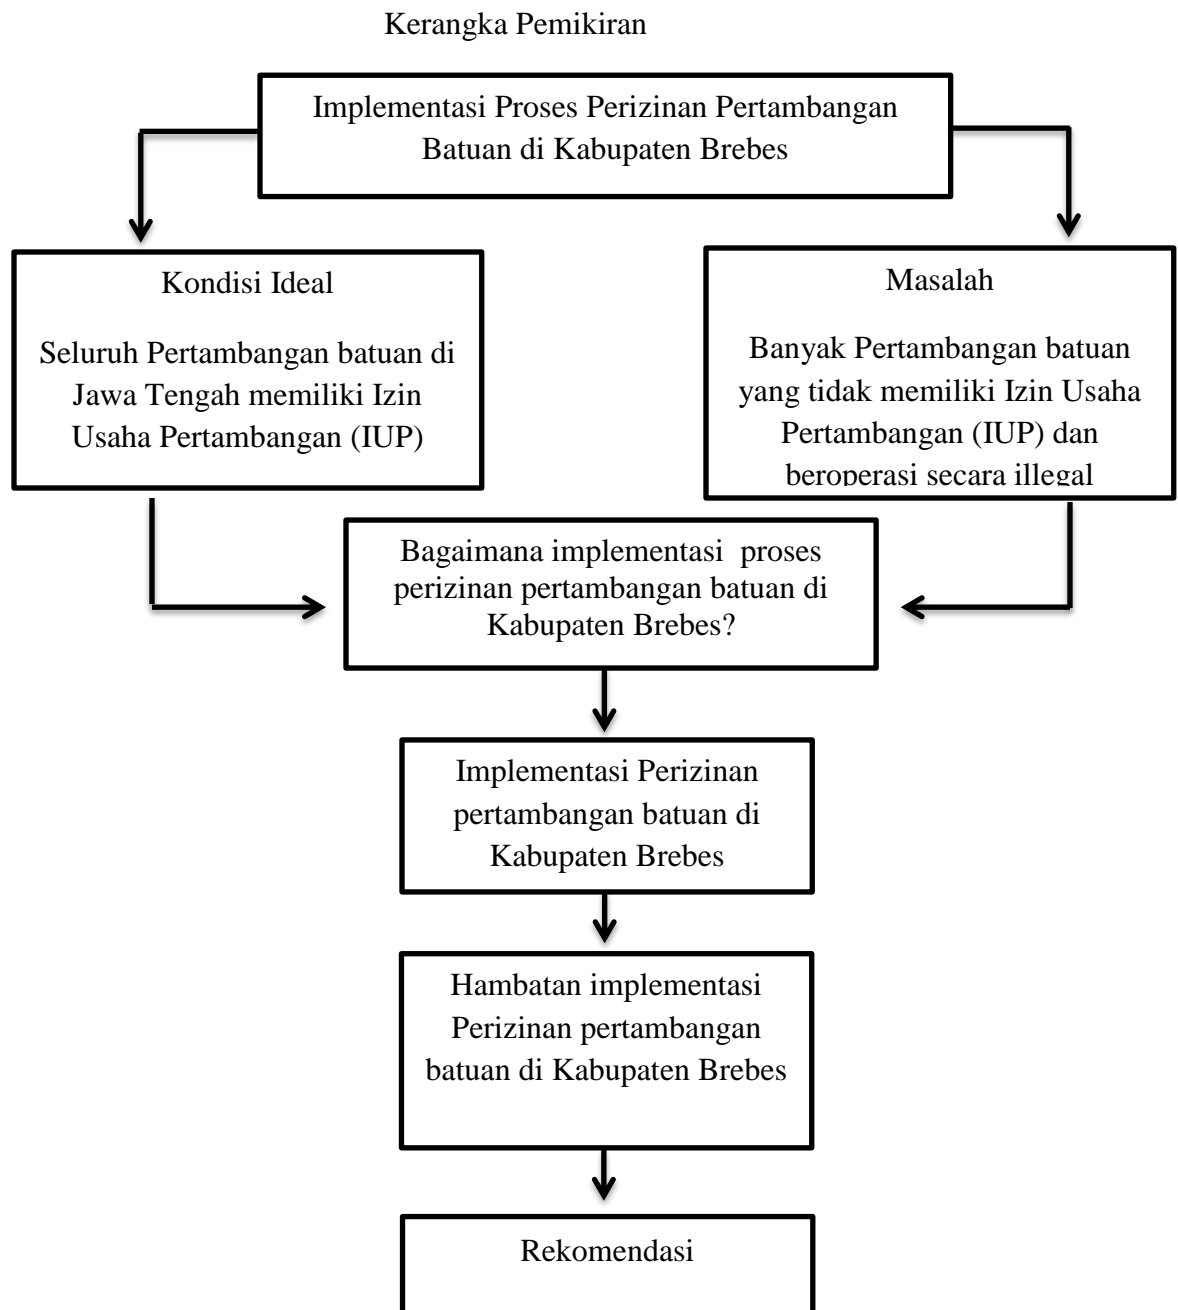 Kerangka Pemikiran
Implementasi Proses Perizinan Pertambangan
Batuan di Kabupaten Brebes
Kondisi Ideal
Seluruh Pertambangan batuan di
Jawa Tengah memiliki Izin
Usaha Pertambangan (IUP)
Masalah
Banyak Pertambangan batuan
yang tidak memiliki Izin Usaha
Pertambangan (IUP) dan
beroperasi secara illegal
Bagaimana implementasi  proses
perizinan pertambangan batuan di
Kabupaten Brebes?
Implementasi Perizinan
pertambangan batuan di
Kabupaten Brebes
Hambatan implementasi
Perizinan pertambangan
batuan di Kabupaten Brebes
Rekomendasi